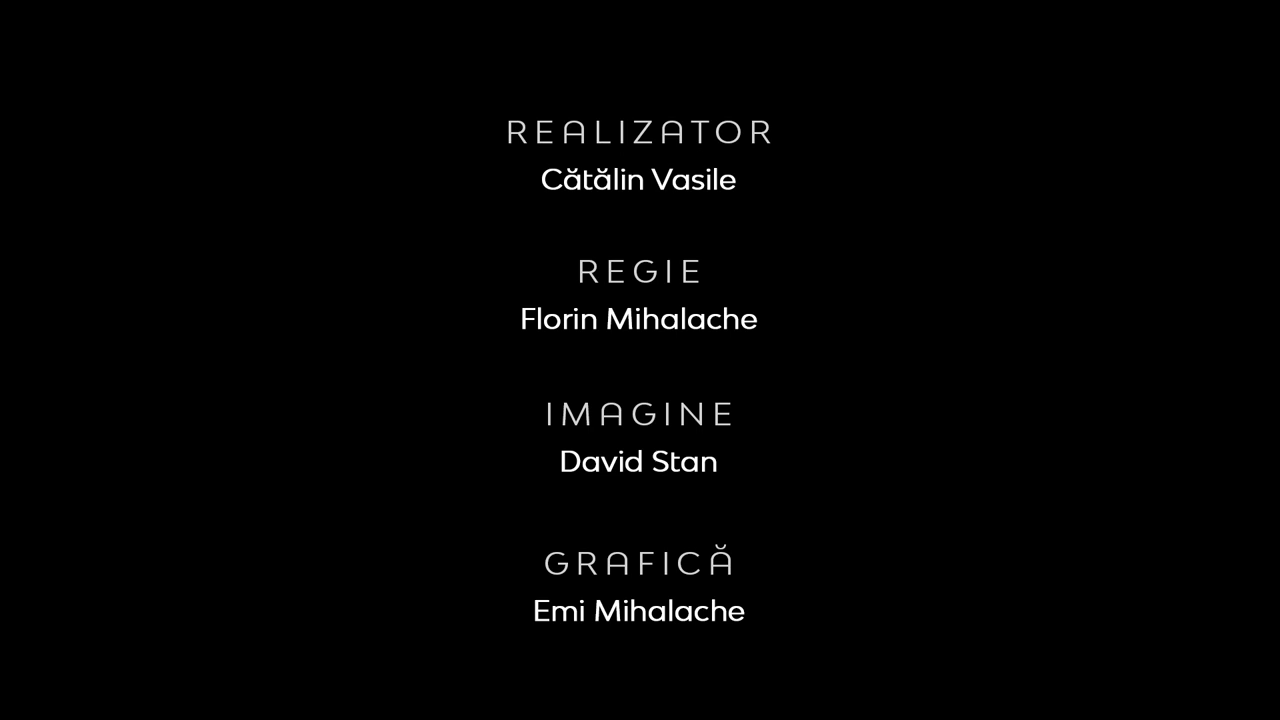 REALIZATOR
Cătălin Vasile
REGIE
Florin Mihalache
IMAGINE
David Stan
GRAFICĂ
Emi Mihalache